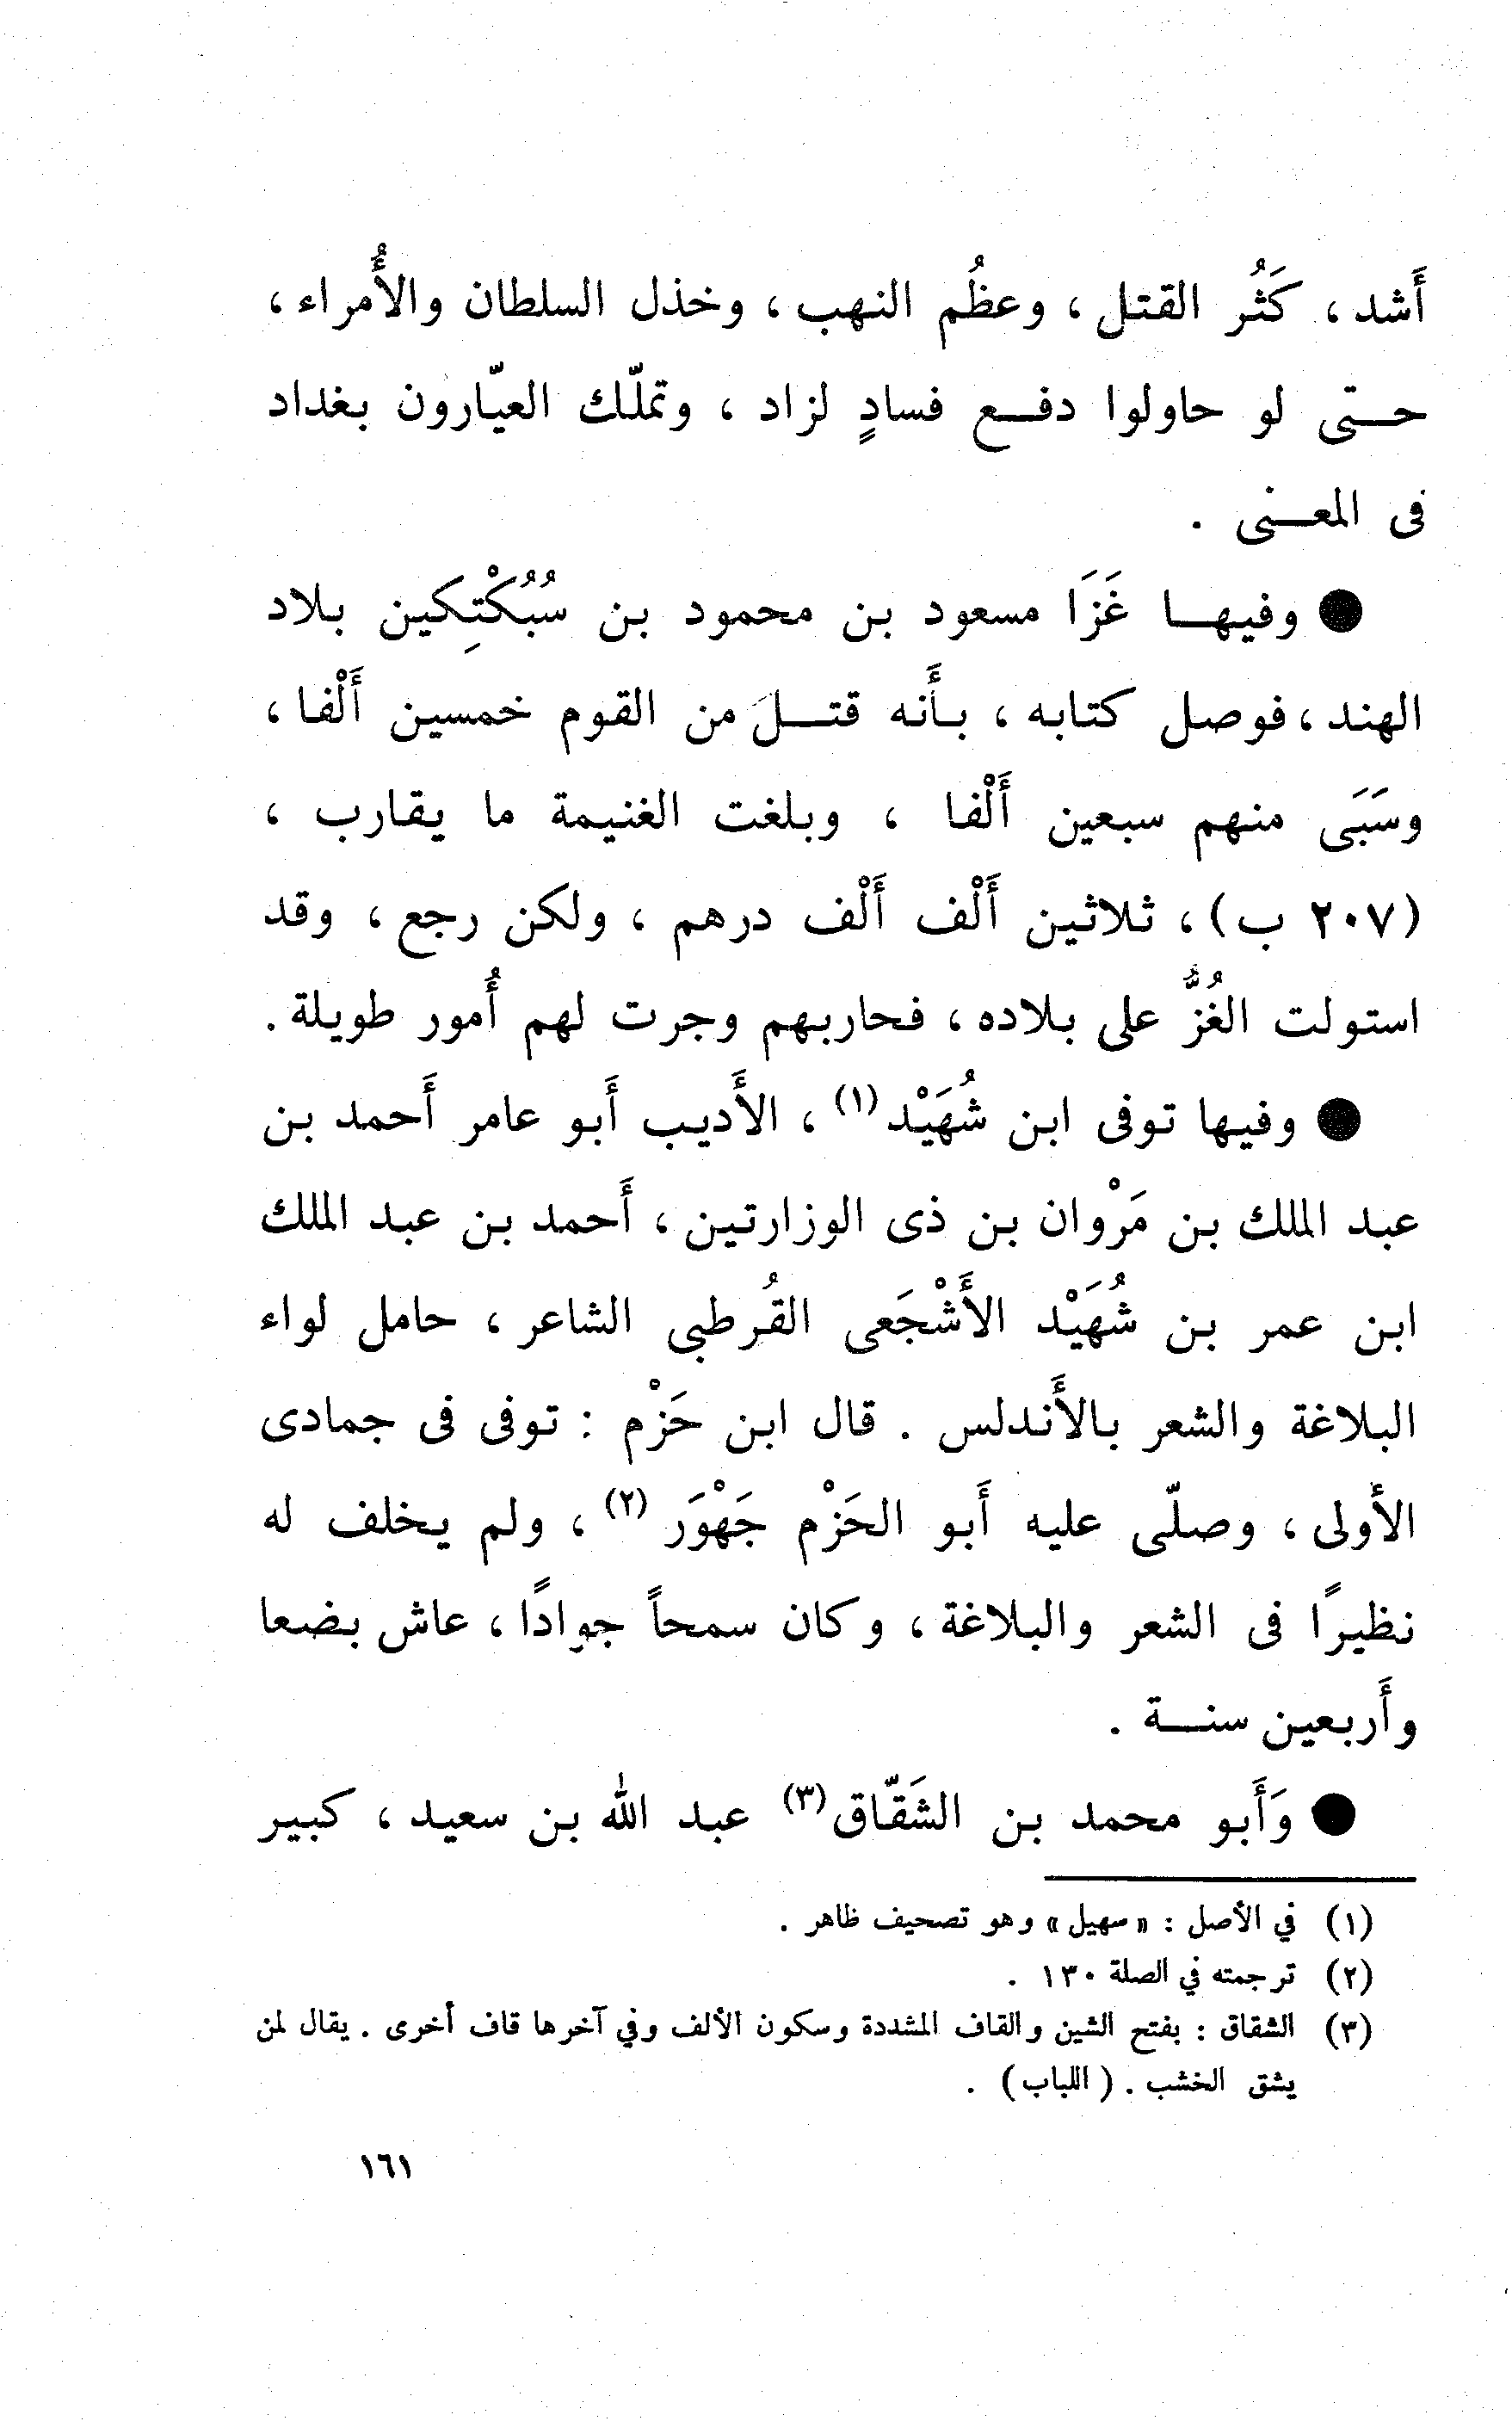 أَشد ، كَثُر القتل ، وعظُم النهب ، وخذل السلطان والأُمراء ،
حتى لو حاولوا دفع فسادٍ لزاد ، وتملّك العيّارون بغداد
فى المعنى .
● وفيها غَزَا مسعود بن محمود بن سُبُكْتِكين بلاد
الهند ، فوصل كتابه ، بأَنه قتلَ من القوم خمسين أَلْفا ،
وسَبَى منهم سبعين أَلْفا ، وبلغت الغنيمة ما يقارب ،
(٢٠٧ ب) ، ثلاثين أَلْف أَلْف درهم ، ولكن رجع ، وقد
استولت الغُزُّ على بلاده ، فحاربهم وجرت لهم أُمور طويلة .
● وفيها توفى ابن شُهَيْد (١) ، الأَديب أَبو عامر أَحمد بن
عبد الملك بن مَرْوان بن ذى الوزارتين ، أَحمد بن عبد الملك
ابن عمر بن شُهَيْد الأَشْجَعى القُرطبى الشاعر ، حامل لواء
البلاغة والشعر بالأَندلس . قال ابن حَزْم : توفى فى جمادى
الأَولى ، وصلّى عليه أَبو الحَزْم جَهْوَر (٢) ، ولم يخلف له
نظيرًا فى الشعر والبلاغة ، وكان سمحاً جوادًا ، عاش بضعا
وأَربعين سنة .
● وَأَبو محمد بن الشَقّاق (٣) عبد الله بن سعيد ، كبير
(١) في الأصل : « سهيل » وهو تصحيف ظاهر .
(٢) ترجمته في الصلة ١٣٠ .
(٣) الشقاق : بفتح الشين والقاف المشددة وسكون الألف وفي آخرها قاف أخرى . يقال لمن
يشق الخشب . ( اللباب ) .
١٦١